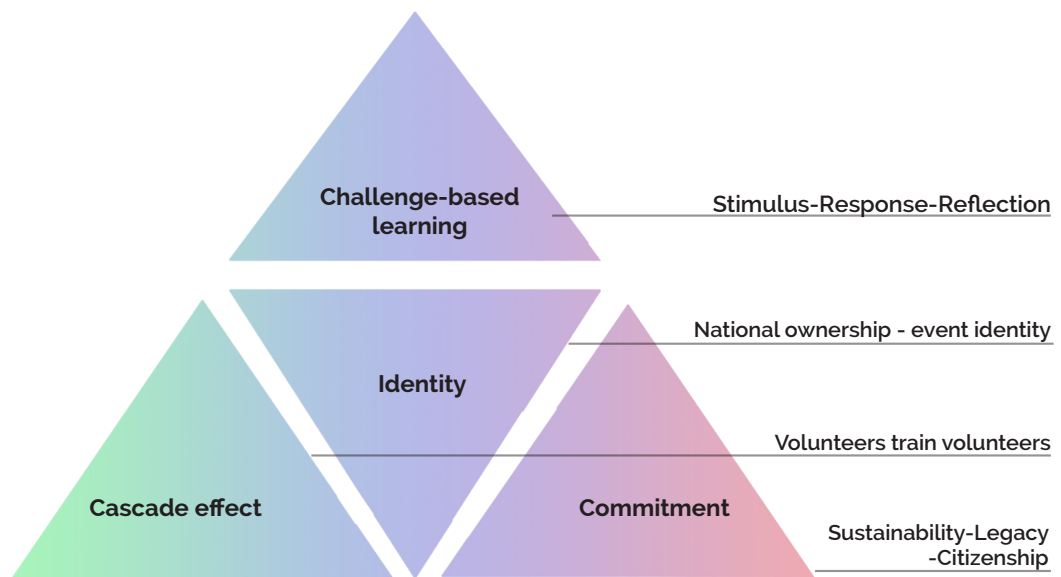 Challenge-based
learning
Stimulus-Response-Reflection
National ownership - event identity
Identity
Volunteers train volunteers
Cascade effect
Commitment
Sustainability-Legacy
-Citizenship